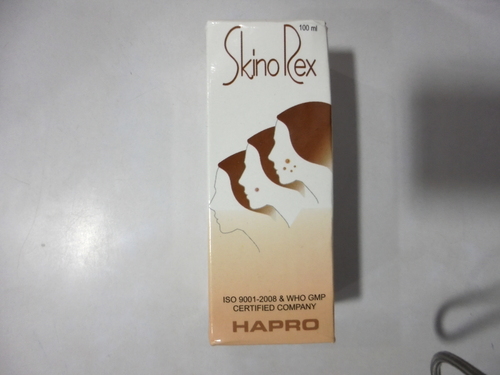 100 ml
Skino Rex
ISO 9001-2008 & WHO GMP
CERTIFIED COMPANY
HAPRO